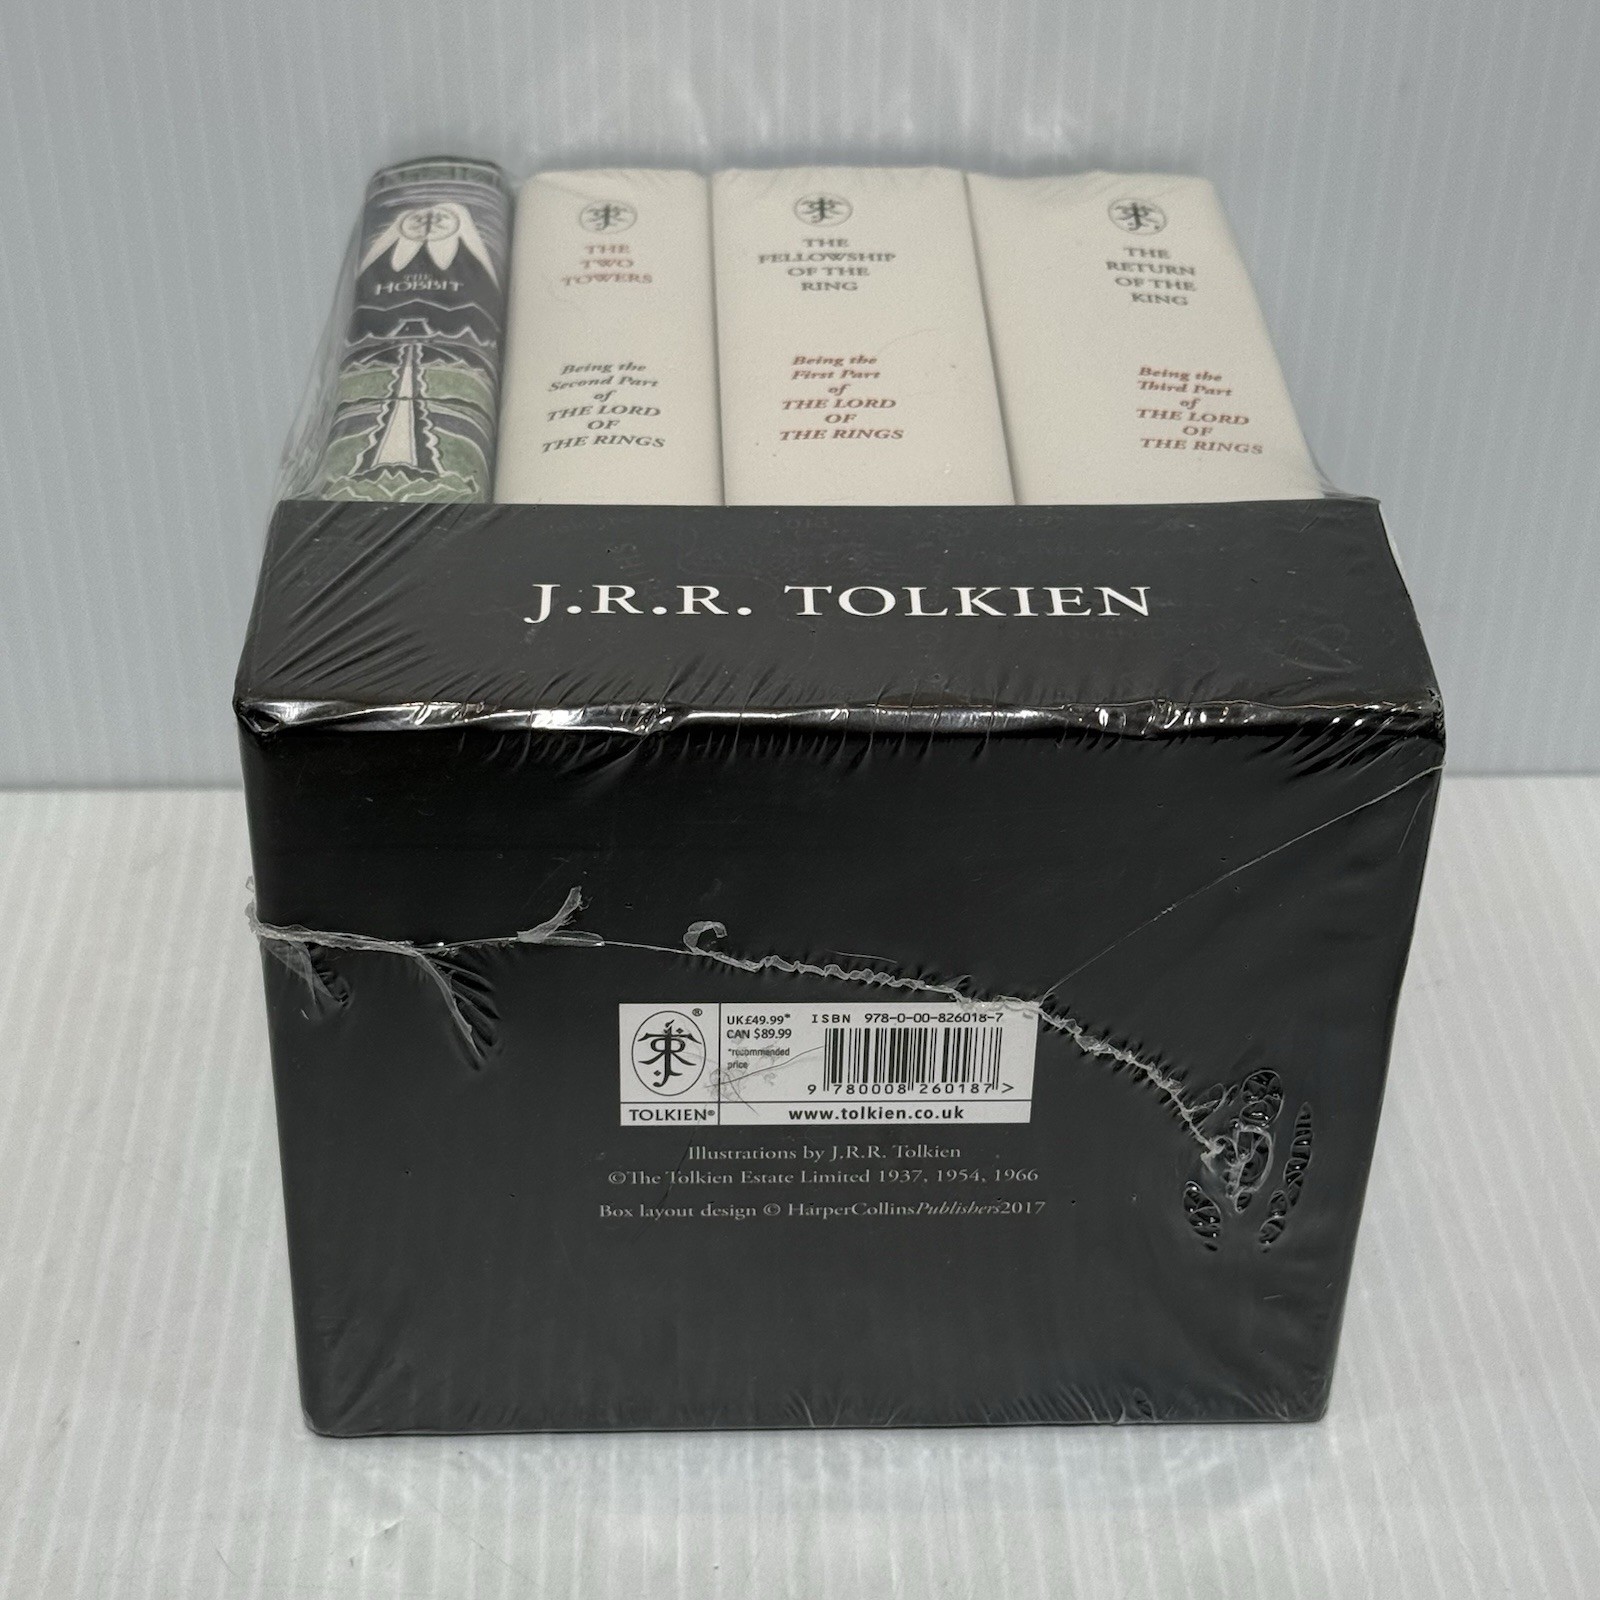 THE
HOBBIT
THE
TWO
TOWERS
Being the
Second Part
of
THE LORD
OF
THE RINGS
THE
FELLOWSHIP
OF THE
RING
Being the
First Part
of
THE LORD
OF
THE RINGS
THE
RETURN
OF THE
KING
Being the
Third Part
of
THE LORD
OF
THE RINGS
J.R.R. TOLKIEN
UK£49.99*
CAN $89.99
*recommended
price
ISBN 978-0-00-826018-7
9 780008 260187 >
TOLKIEN®
www.tolkien.co.uk
Illustrations by J.R.R. Tolkien
©The Tolkien Estate Limited 1937, 1954, 1966
Box layout design © HarperCollinsPublishers2017